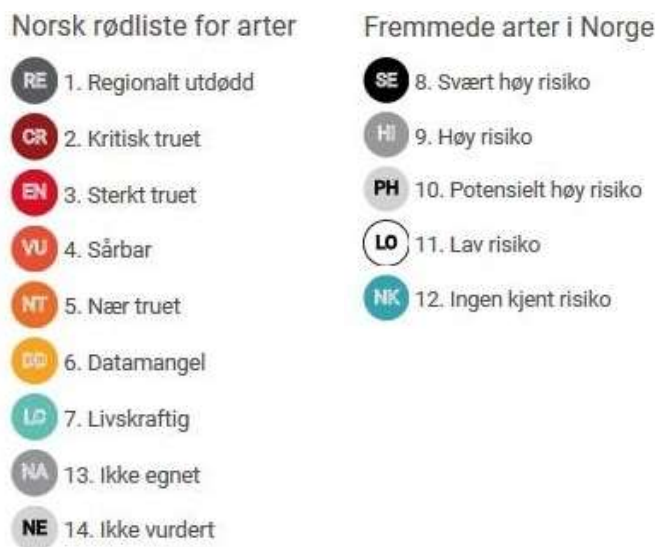 Norsk rødliste for arter
RE 1. Regionalt utdødd
CR 2. Kritisk truet
EN 3. Sterkt truet
VU 4. Sårbar
NT 5. Nær truet
DD 6. Datamangel
LC 7. Livskraftig
NA 13. Ikke egnet
NE 14. Ikke vurdert
Fremmede arter i Norge
SE 8. Svært høy risiko
HI 9. Høy risiko
PH 10. Potensielt høy risiko
LO 11. Lav risiko
NK 12. Ingen kjent risiko